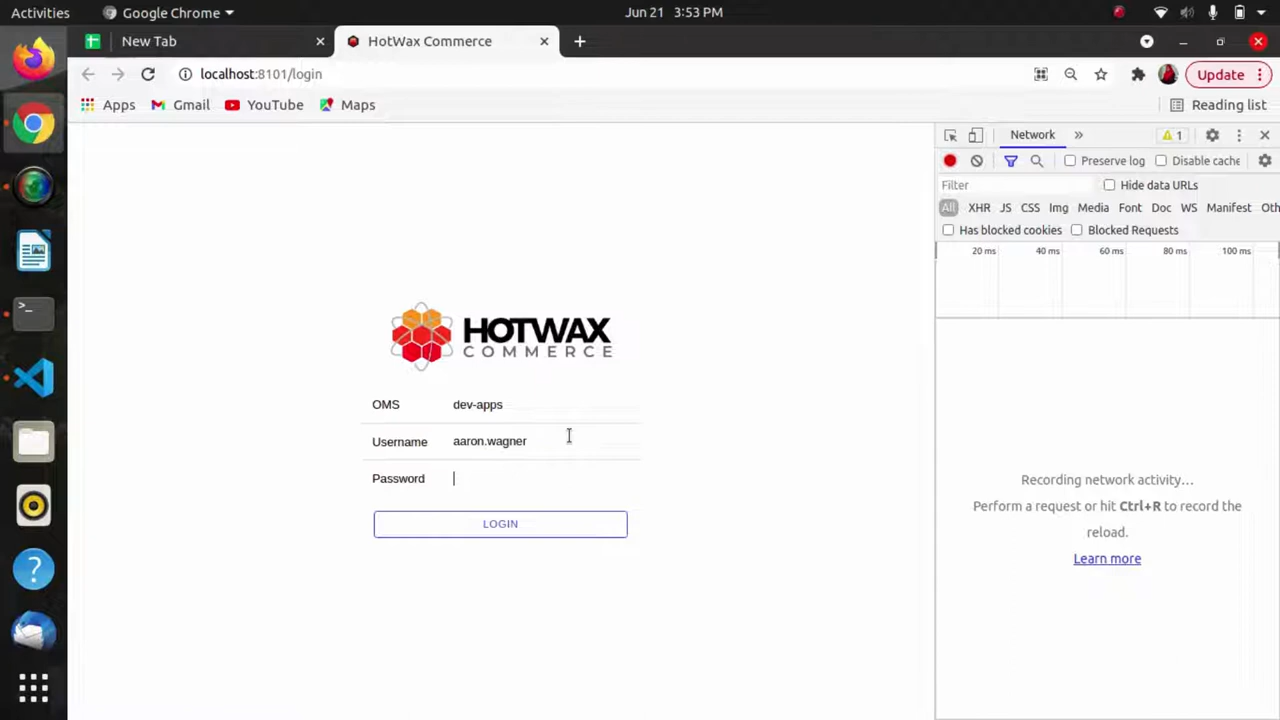 Activities
Google Chrome
Jun 21 3:53 PM
New Tab
HotWax Commerce
localhost:8101/login
Update
Apps
Gmail
YouTube
Maps
Reading list
Network
1
Preserve log
Disable cache
Filter
Hide data URLs
All XHR JS CSS Img Media Font Doc WS Manifest Oth
Has blocked cookies
Blocked Requests
20 ms 40 ms 60 ms 80 ms 100 ms
HOTWAX
COMMERCE
OMS dev-apps
Username aaron.wagner
Password
LOGIN
Recording network activity…
Perform a request or hit Ctrl+R to record the
reload.
Learn more